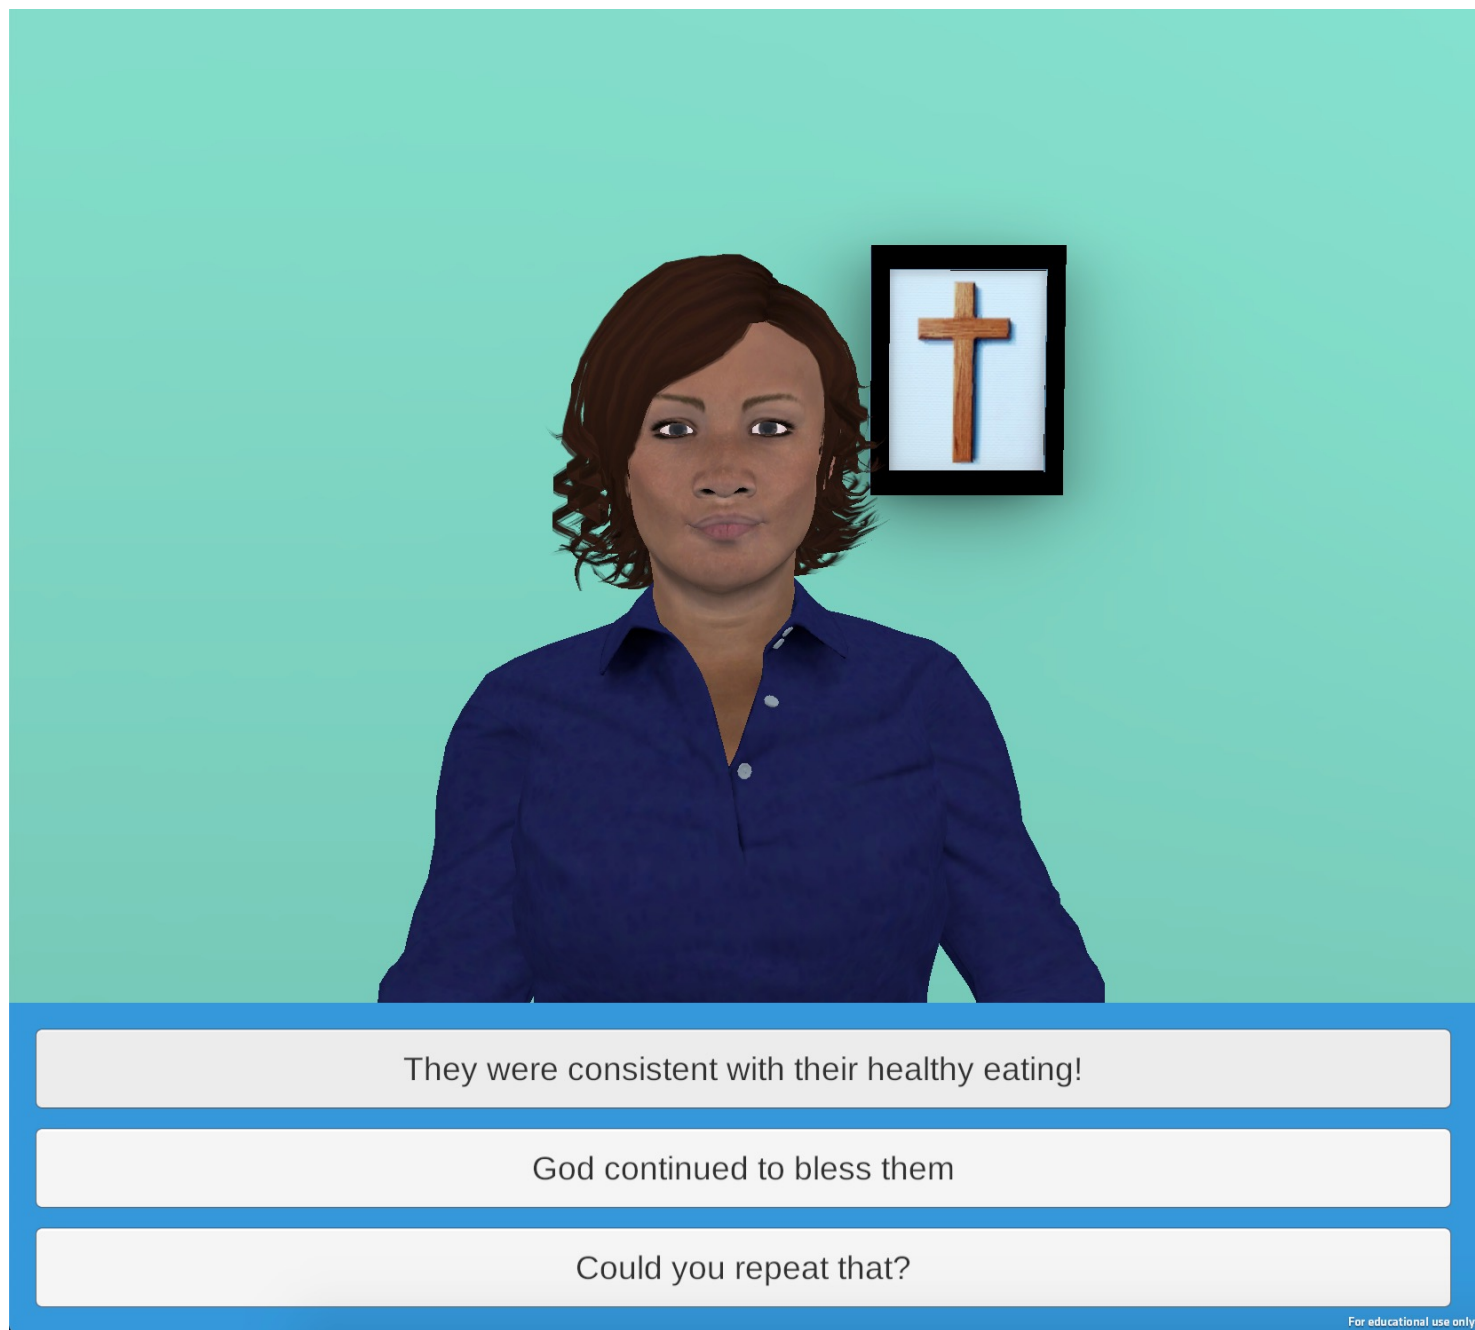 They were consistent with their healthy eating!
God continued to bless them
Could you repeat that?
For educational use only